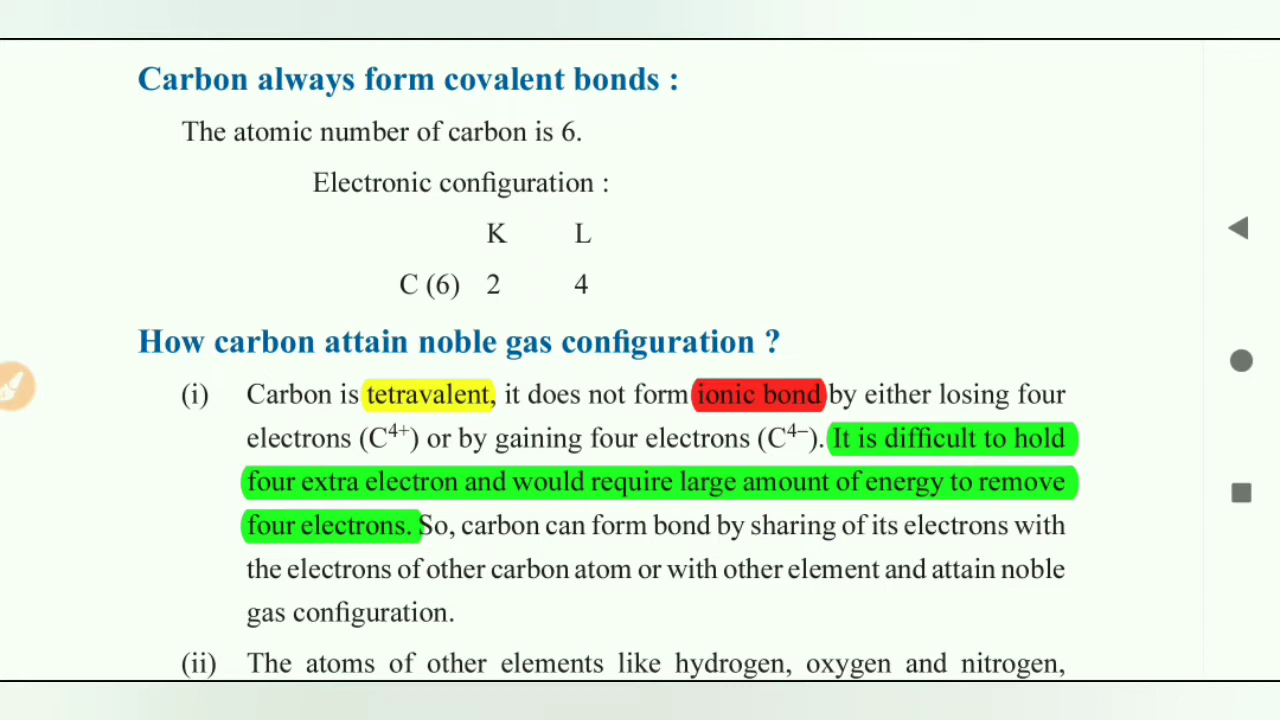 Carbon always form covalent bonds :
The atomic number of carbon is 6.
Electronic configuration :
K L
C (6) 2 4
How carbon attain noble gas configuration ?
(i) Carbon is tetravalent, it does not form ionic bond by either losing four
electrons (C⁴⁺) or by gaining four electrons (C⁴⁻). It is difficult to hold
four extra electron and would require large amount of energy to remove
four electrons. So, carbon can form bond by sharing of its electrons with
the electrons of other carbon atom or with other element and attain noble
gas configuration.
(ii) The atoms of other elements like hydrogen, oxygen and nitrogen,